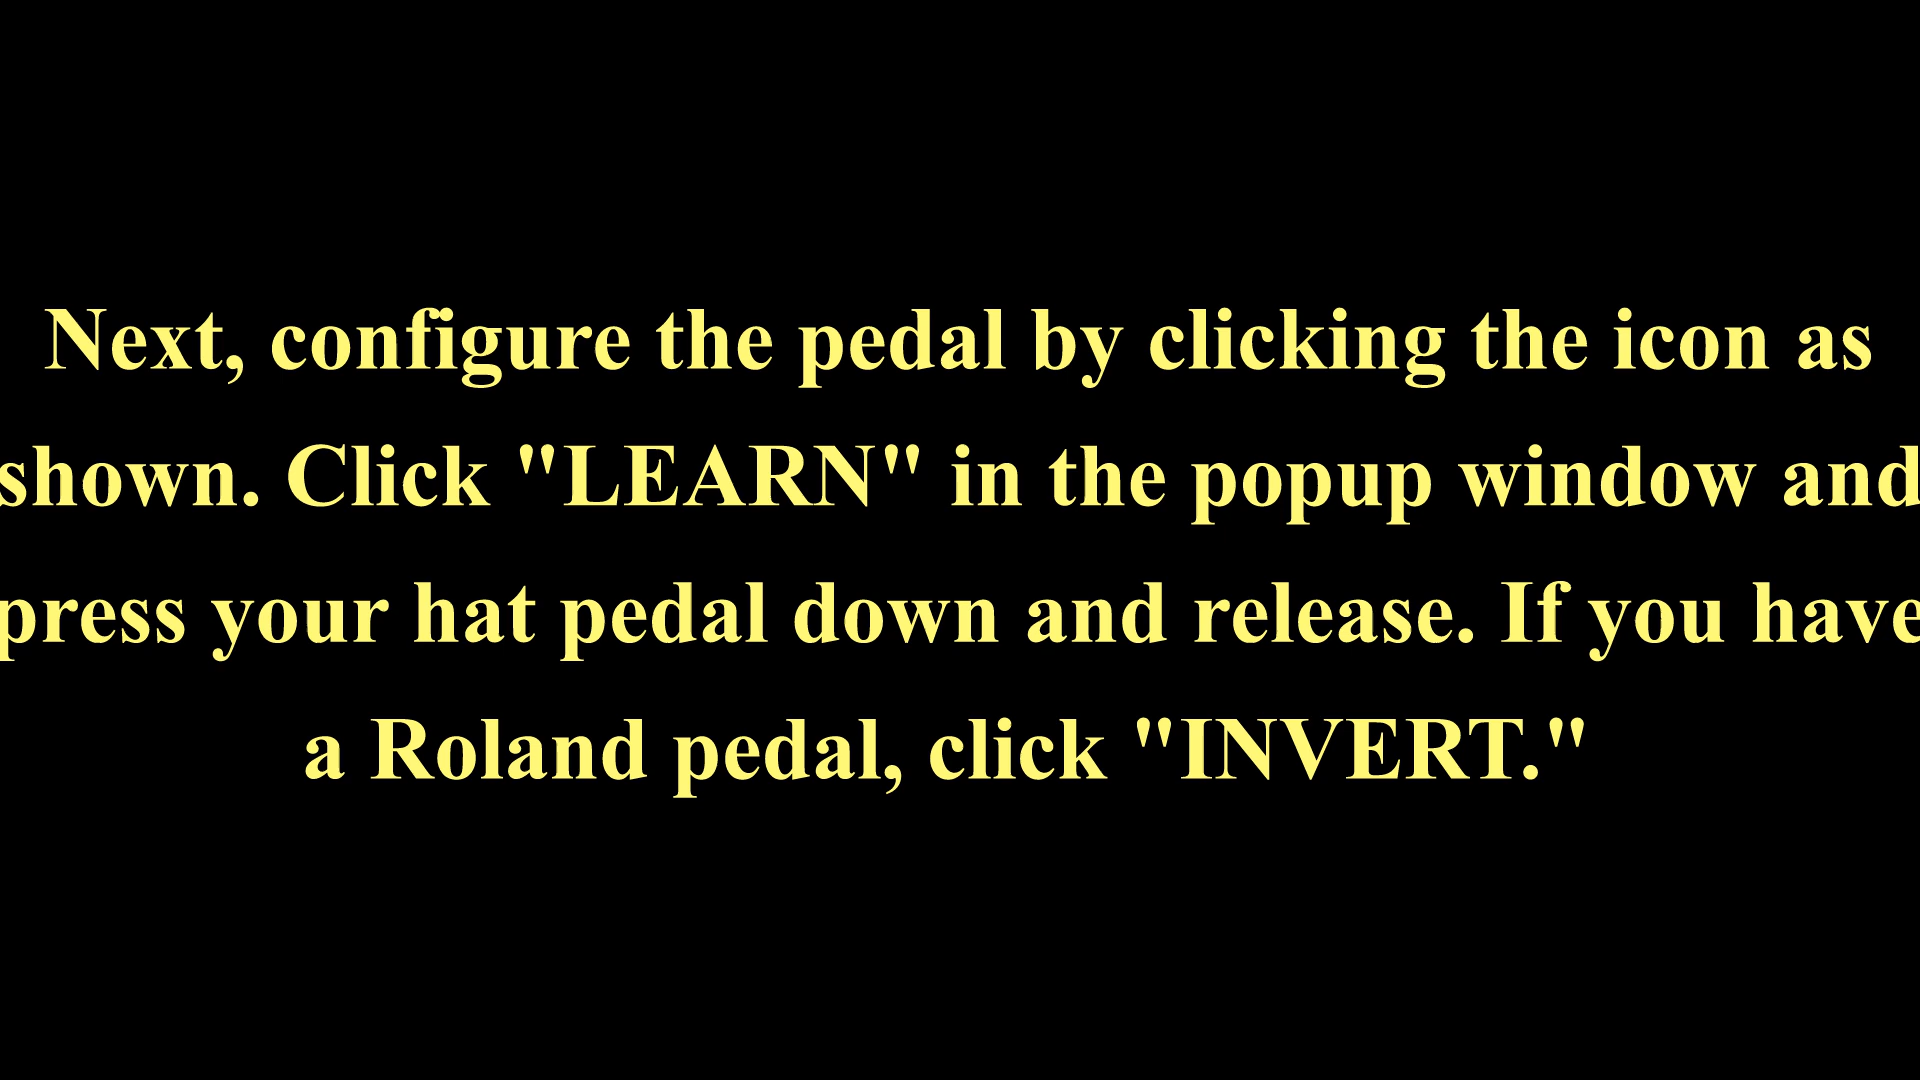 Next, configure the pedal by clicking the icon as
shown. Click "LEARN" in the popup window and
press your hat pedal down and release. If you have
a Roland pedal, click "INVERT."